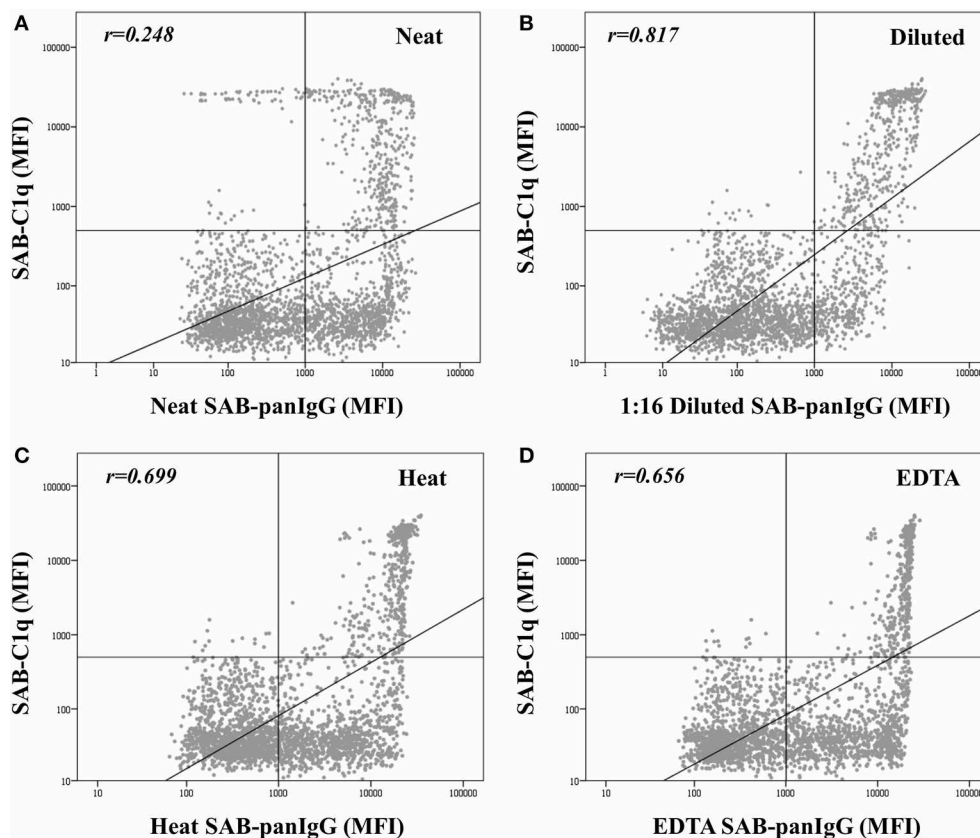 A
r=0.248
Neat
SAB-C1q (MFI)
100000
10000
1000
100
10
1
10
100
1000
10000
100000
Neat SAB-panIgG (MFI)
B
r=0.817
Diluted
SAB-C1q (MFI)
100000
10000
1000
100
10
1
10
100
1000
10000
100000
1:16 Diluted SAB-panIgG (MFI)
C
r=0.699
Heat
SAB-C1q (MFI)
100000
10000
1000
100
10
10
100
1000
10000
100000
Heat SAB-panIgG (MFI)
D
r=0.656
EDTA
SAB-C1q (MFI)
100000
10000
1000
100
10
10
100
1000
10000
100000
EDTA SAB-panIgG (MFI)